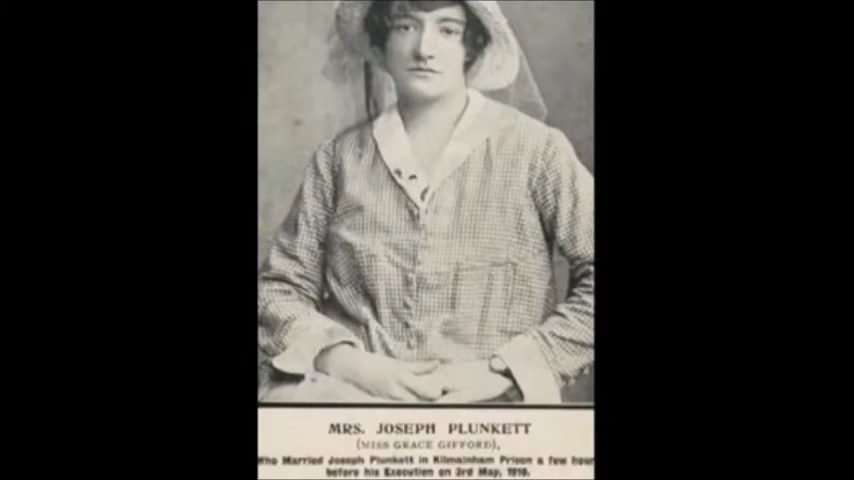 MRS. JOSEPH PLUNKETT
(MISS GRACE GIFFORD),
Who Married Joseph Plunkett in Kilmainham Prison a few hour
before his Execution on 3rd May, 1916.